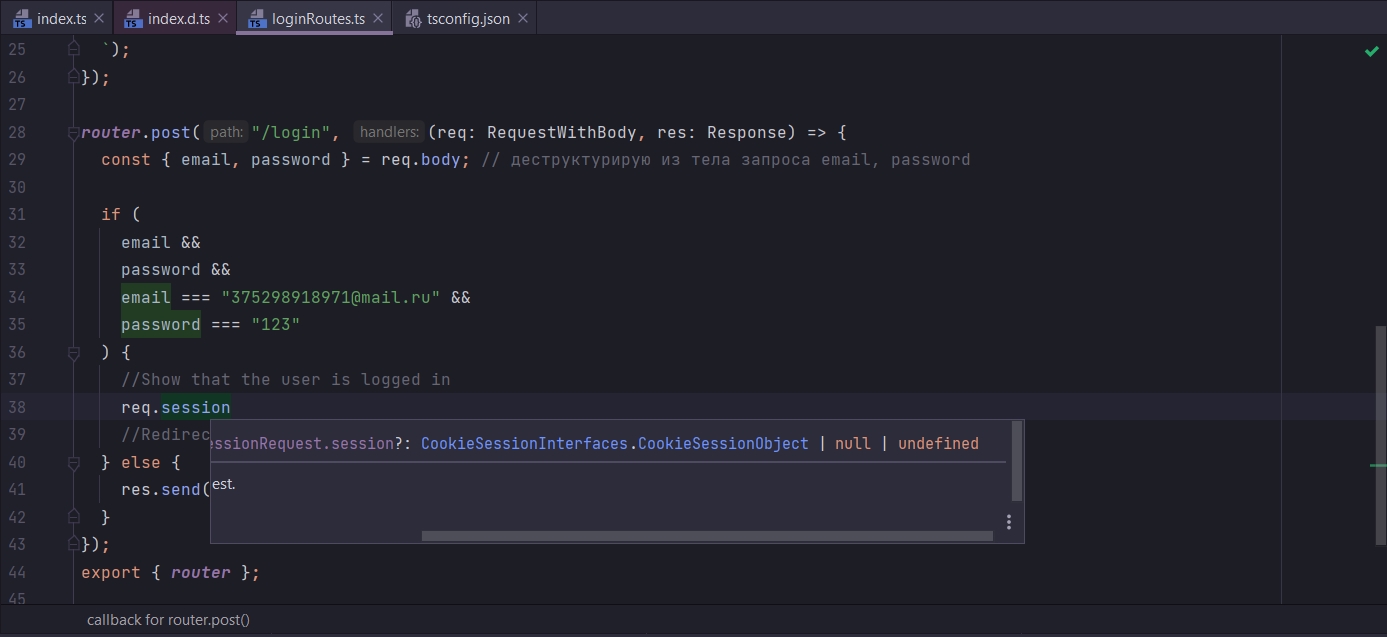 index.ts index.d.ts loginRoutes.ts tsconfig.json
25 `);
26 });
27
28 router.post( path: "/login", handlers: (req: RequestWithBody, res: Response) => {
29 const { email, password } = req.body; // деструктурирую из тела запроса email, password
30
31 if (
32 email &&
33 password &&
34 email === "375298918971@mail.ru" &&
35 password === "123"
36 ) {
37 //Show that the user is logged in
38 req.session
39 //Redirec
essionRequest.session?: CookieSessionInterfaces.CookieSessionObject | null | undefined
40 } else {
est.
41 res.send(
42 }
43 });
44 export { router };
45
callback for router.post()